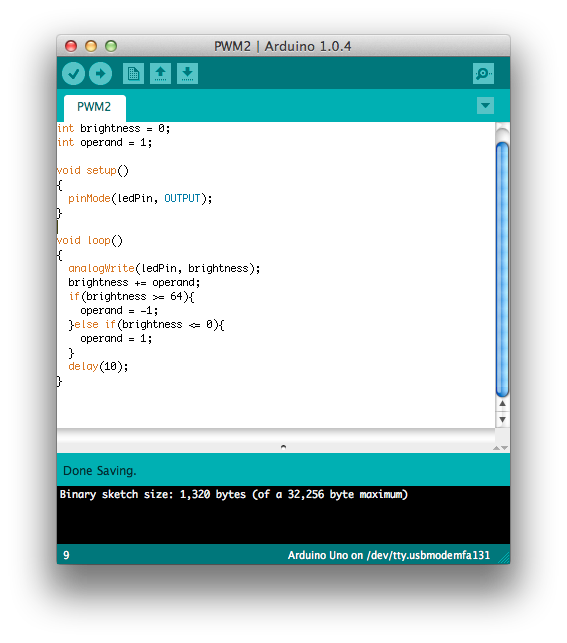 PWM2 | Arduino 1.0.4
PWM2
int brightness = 0;
int operand = 1;
void setup()
{
  pinMode(ledPin, OUTPUT);
}
void loop()
{
  analogWrite(ledPin, brightness);
  brightness += operand;
  if(brightness >= 64){
    operand = -1;
  }else if(brightness <= 0){
    operand = 1;
  }
  delay(10);
}
Done Saving.
Binary sketch size: 1,320 bytes (of a 32,256 byte maximum)
9
Arduino Uno on /dev/tty.usbmodemfa131